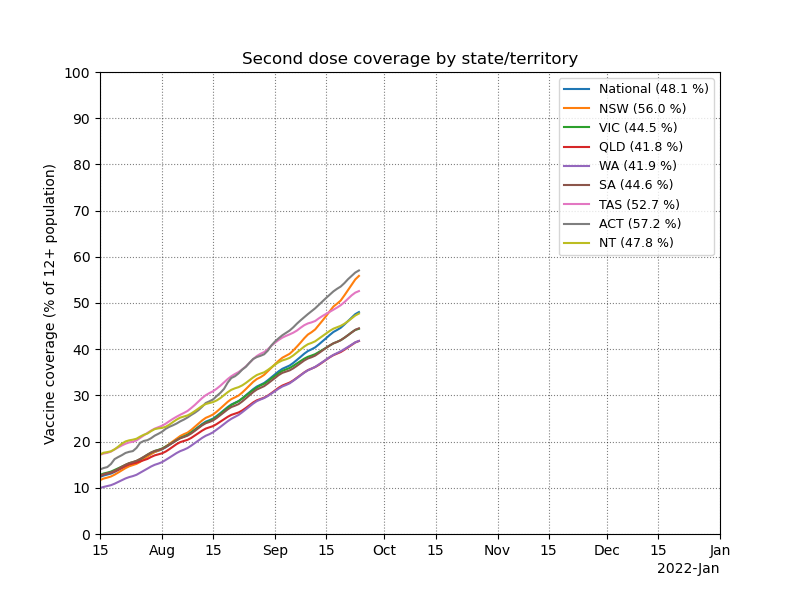 Second dose coverage by state/territory
Vaccine coverage (% of 12+ population)
100
90
80
70
60
50
40
30
20
10
0
National (48.1 %)
NSW (56.0 %)
VIC (44.5 %)
QLD (41.8 %)
WA (41.9 %)
SA (44.6 %)
TAS (52.7 %)
ACT (57.2 %)
NT (47.8 %)
15 Aug 15 Sep 15 Oct 15 Nov 15 Dec 15 Jan
2022-Jan